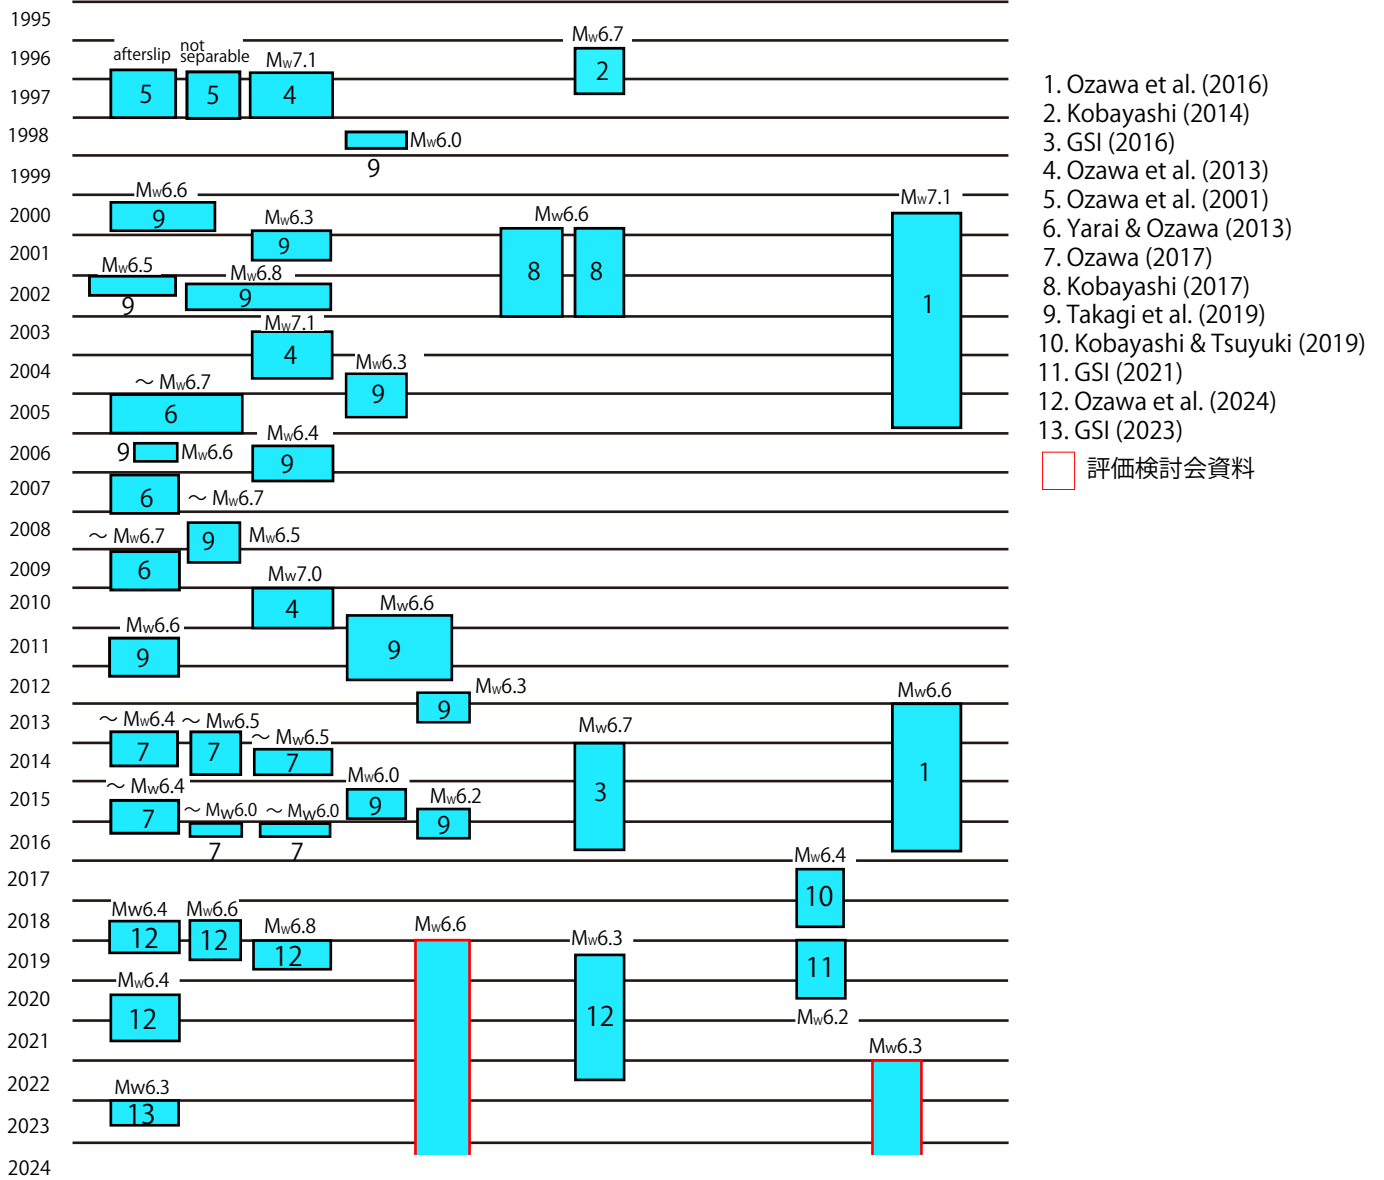 1995
Mw6.7
not
afterslip separable Mw7.1
1996
2
5 5 4
1997
1998 Mw6.0
9
1999
Mw6.6 Mw7.1
2000 9 Mw6.3 Mw6.6
9
2001
Mw6.5 Mw6.8 8 8
2002 9
9 1
2003 Mw7.1
4
2004 Mw6.3
～ Mw6.7 9
2005 6
Mw6.4
2006 9 Mw6.6
9
2007 6 ～ Mw6.7
2008
～ Mw6.7 9 Mw6.5
2009 6 Mw7.0
2010 4 Mw6.6
Mw6.6
2011 9 9
2012 Mw6.3 Mw6.6
9
2013 ～ Mw6.4 ～ Mw6.5 Mw6.7
～ Mw6.5
7 7 7
2014
Mw6.0 1
～ Mw6.4 Mw6.2 3
2015 9
7 ～ Mw6.0 ～ Mw6.0 9
2016 7 7
Mw6.4
2017
10
Mw6.4 Mw6.6
2018 Mw6.8 Mw6.6
12 12 Mw6.3
12
2019 11
Mw6.4
2020
12 12 Mw6.2
2021
Mw6.3
2022 Mw6.3
13
2023
2024
1. Ozawa et al. (2016)
2. Kobayashi (2014)
3. GSI (2016)
4. Ozawa et al. (2013)
5. Ozawa et al. (2001)
6. Yarai & Ozawa (2013)
7. Ozawa (2017)
8. Kobayashi (2017)
9. Takagi et al. (2019)
10. Kobayashi & Tsuyuki (2019)
11. GSI (2021)
12. Ozawa et al. (2024)
13. GSI (2023)
評価検討会資料